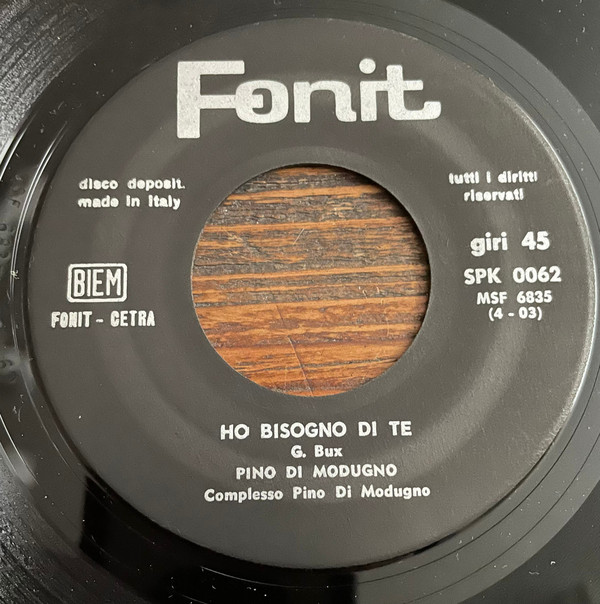 Fonit
disco deposit.
made in Italy
tutti i diritti
riservati
giri 45
SPK 0062
MSF 6835
(4 - 03)
BIEM
FONIT - CETRA
HO BISOGNO DI TE
G. Bux
PINO DI MODUGNO
Complesso Pino Di Modugno